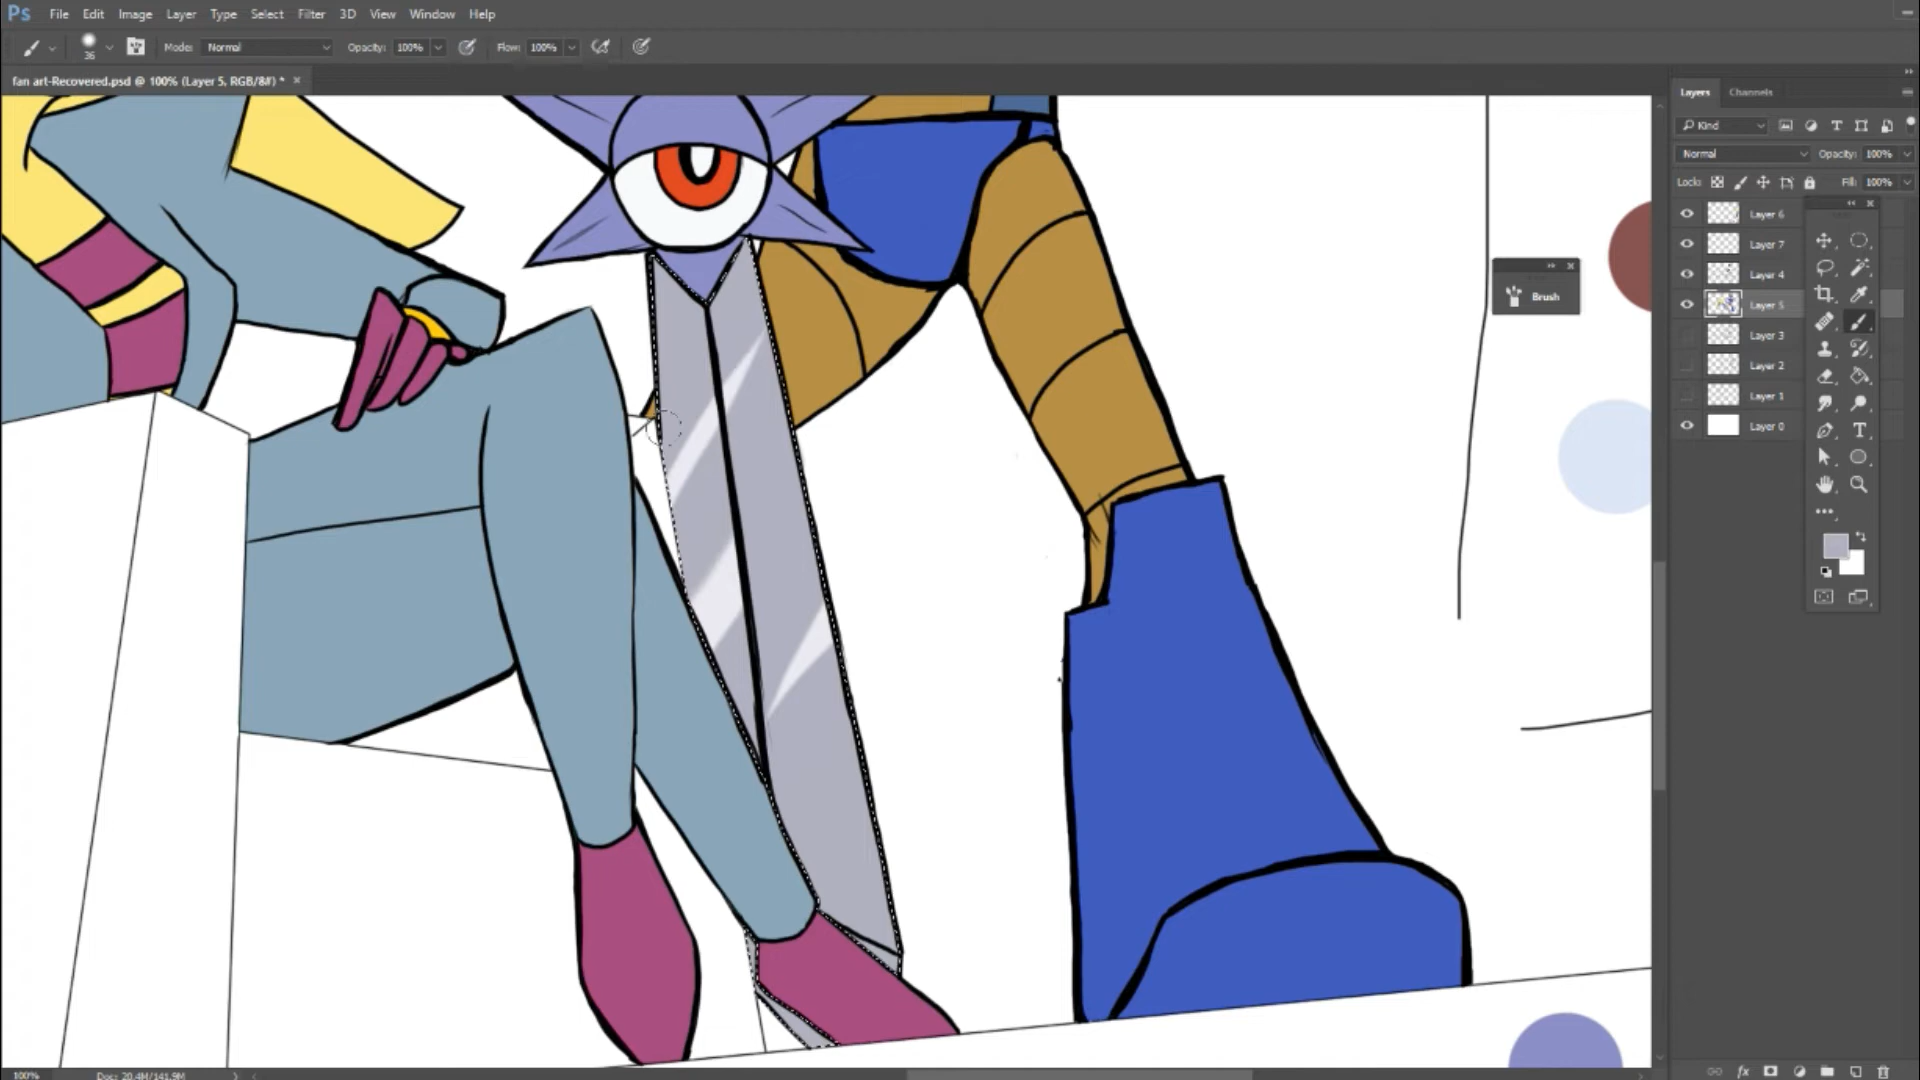 Ps File Edit Image Layer Type Select Filter 3D View Window Help
36 Mode: Normal Opacity: 100% Flow: 100%
fan art-Recovered.psd @ 100% (Layer 5, RGB/8#) * ×
Layers Channels
Kind
Normal Opacity: 100%
Lock: Fill: 100%
Layer 6
Layer 7
Layer 4
Layer 5
Layer 3
Layer 2
Layer 1
Layer 0
Brush
100% Doc: 20.4M/141.9M